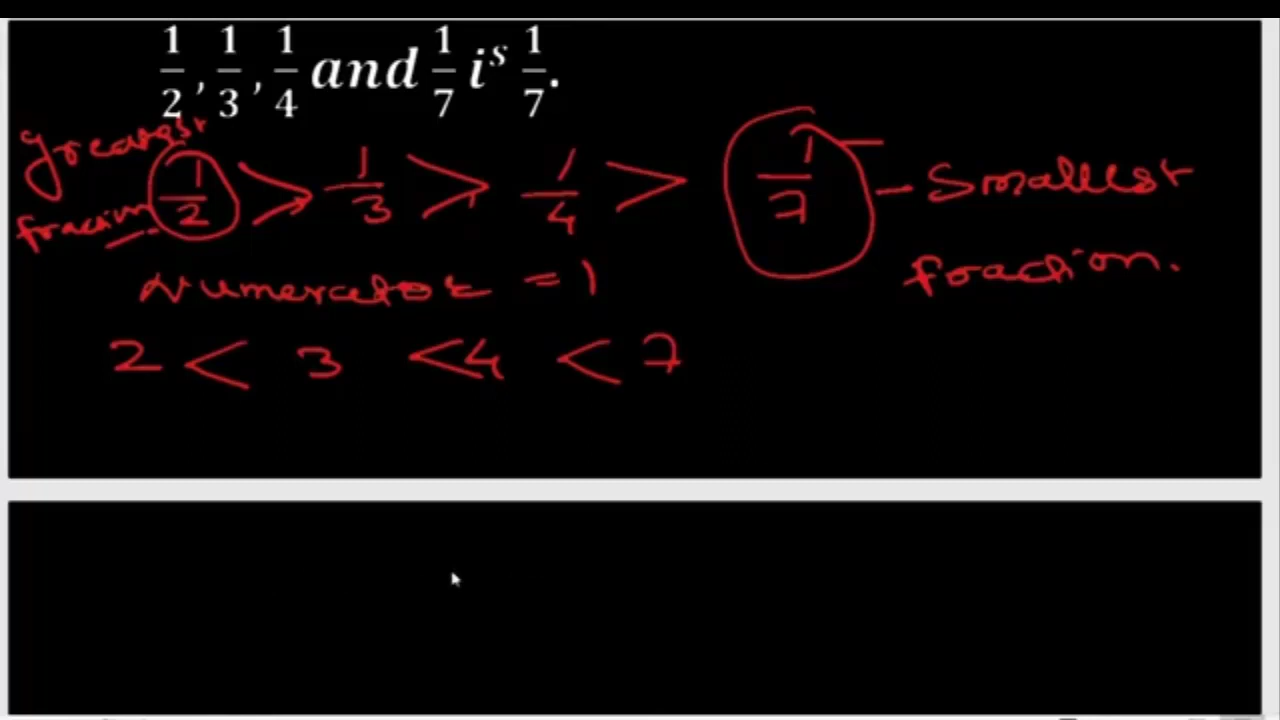 1/2, 1/3, 1/4 and 1/7 is 1/7.
greatest fraction 1/2 > 1/3 > 1/4 > 1/7 - Smallest fraction.
Numerator = 1
2 < 3 < 4 < 7